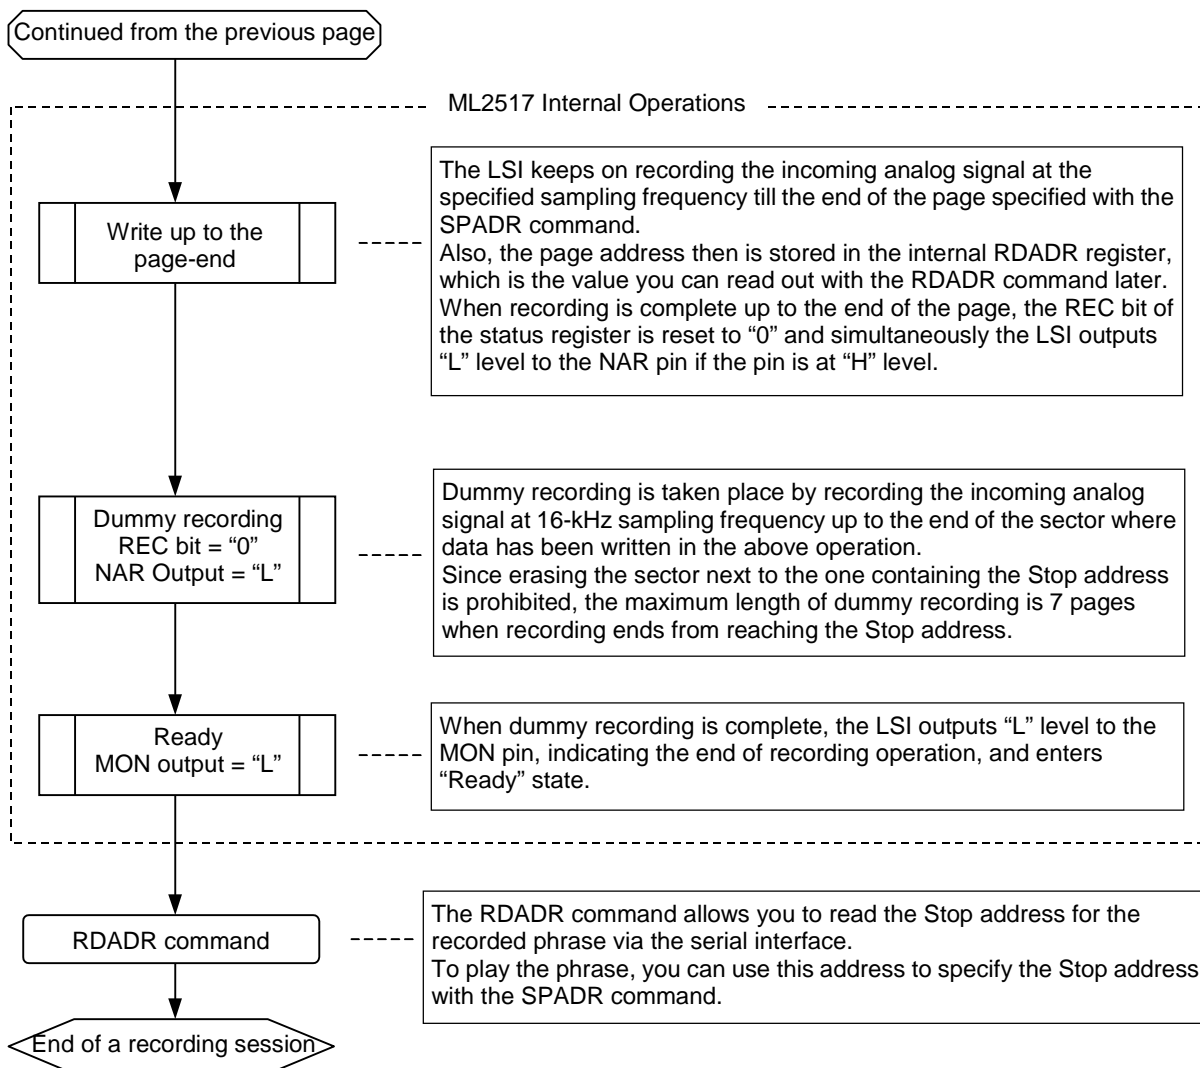 Continued from the previous page
ML2517 Internal Operations
Write up to the
page-end
The LSI keeps on recording the incoming analog signal at the
specified sampling frequency till the end of the page specified with the
SPADR command.
Also, the page address then is stored in the internal RDADR register,
which is the value you can read out with the RDADR command later.
When recording is complete up to the end of the page, the REC bit of
the status register is reset to “0” and simultaneously the LSI outputs
“L” level to the NAR pin if the pin is at “H” level.
Dummy recording
REC bit = “0”
NAR Output = “L”
Dummy recording is taken place by recording the incoming analog
signal at 16-kHz sampling frequency up to the end of the sector where
data has been written in the above operation.
Since erasing the sector next to the one containing the Stop address
is prohibited, the maximum length of dummy recording is 7 pages
when recording ends from reaching the Stop address.
Ready
MON output = “L”
When dummy recording is complete, the LSI outputs “L” level to the
MON pin, indicating the end of recording operation, and enters
“Ready” state.
RDADR command
The RDADR command allows you to read the Stop address for the
recorded phrase via the serial interface.
To play the phrase, you can use this address to specify the Stop address
with the SPADR command.
End of a recording session